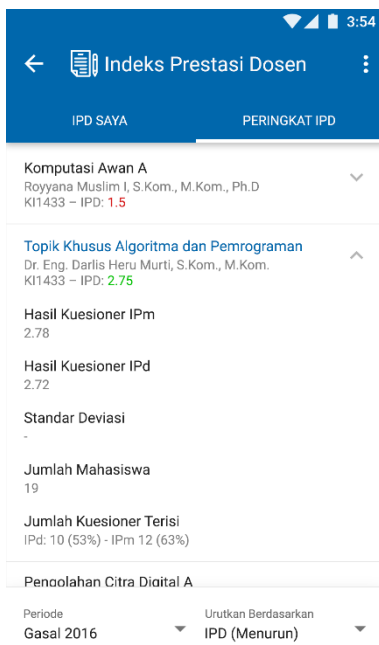 3:54
Indeks Prestasi Dosen
IPD SAYA
PERINGKAT IPD
Komputasi Awan A
Royyana Muslim I, S.Kom., M.Kom., Ph.D
KI1433 – IPD: 1.5
Topik Khusus Algoritma dan Pemrograman
Dr. Eng. Darlis Heru Murti, S.Kom., M.Kom.
KI1433 – IPD: 2.75
Hasil Kuesioner IPm
2.78
Hasil Kuesioner IPd
2.72
Standar Deviasi
-
Jumlah Mahasiswa
19
Jumlah Kuesioner Terisi
IPd: 10 (53%) - IPm 12 (63%)
Pengolahan Citra Digital A
Periode
Gasal 2016
Urutkan Berdasarkan
IPD (Menurun)